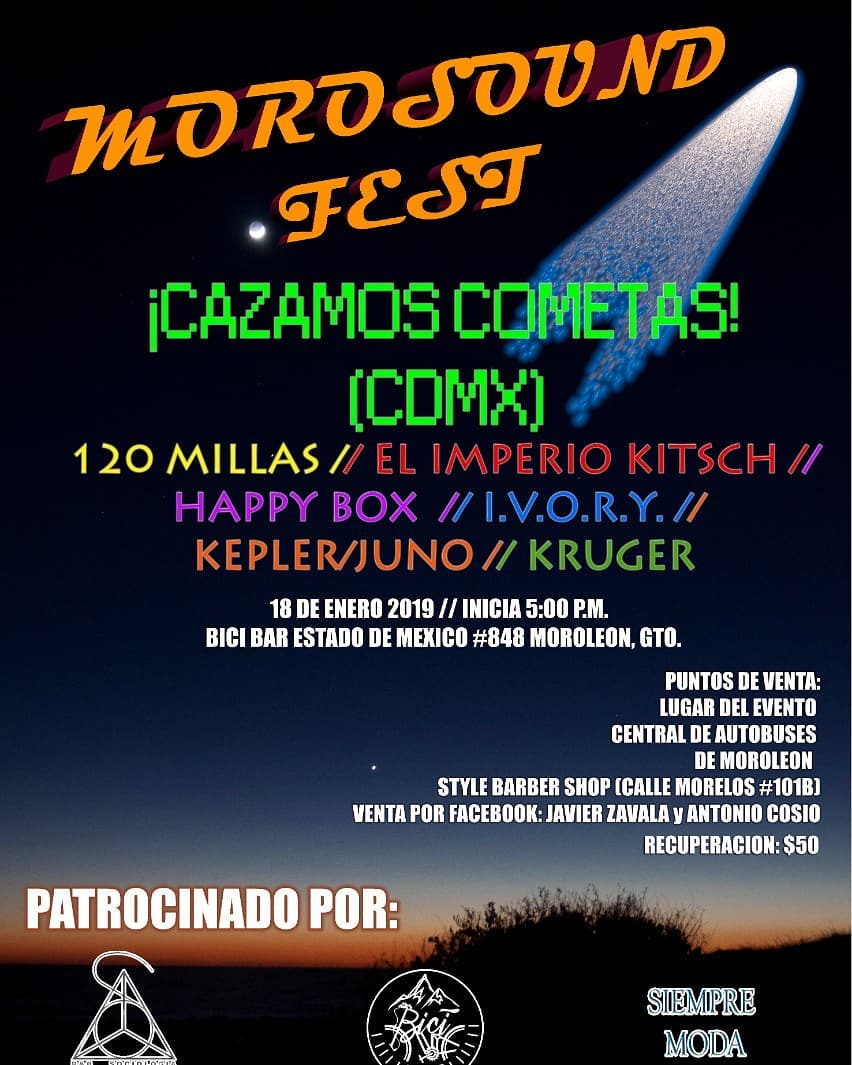 MOROSOUND
FEST
¡CAZAMOS COMETAS!
(CDMX)
120 MILLAS // EL IMPERIO KITSCH //
HAPPY BOX // I.V.O.R.Y. //
KEPLER/JUNO // KRUGER
18 DE ENERO 2019 // INICIA 5:00 P.M.
BICI BAR ESTADO DE MEXICO #848 MOROLEON, GTO.
PUNTOS DE VENTA:
LUGAR DEL EVENTO
CENTRAL DE AUTOBUSES
DE MOROLEON
STYLE BARBER SHOP (CALLE MORELOS #101B)
VENTA POR FACEBOOK: JAVIER ZAVALA y ANTONIO COSIO
RECUPERACION: $50
PATROCINADO POR:
Bici
SIEMPRE
MODA